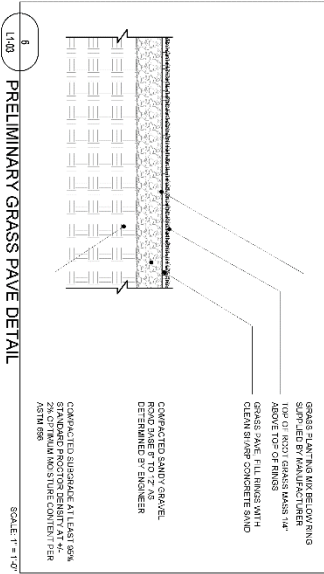 GRASS PLANTING MIX BELOW RING
SUPPLIED BY MANUFACTURER
TOP OF ROOT GRASS MASS 1/4"
ABOVE TOP OF RINGS
GRASS PAVE, FILL RINGS WITH
CLEAN SHARP CONCRETE SAND
COMPACTED SANDY GRAVEL
ROAD BASE 8" TO 12" AS
DETERMINED BY ENGINEER
COMPACTED SUBGRADE AT LEAST 95%
STANDARD PROCTOR DENSITY AT +/-
2% OPTIMUM MOISTURE CONTENT PER
ASTM 698
6
L1-03
PRELIMINARY GRASS PAVE DETAIL
SCALE: 1" = 1'-0"